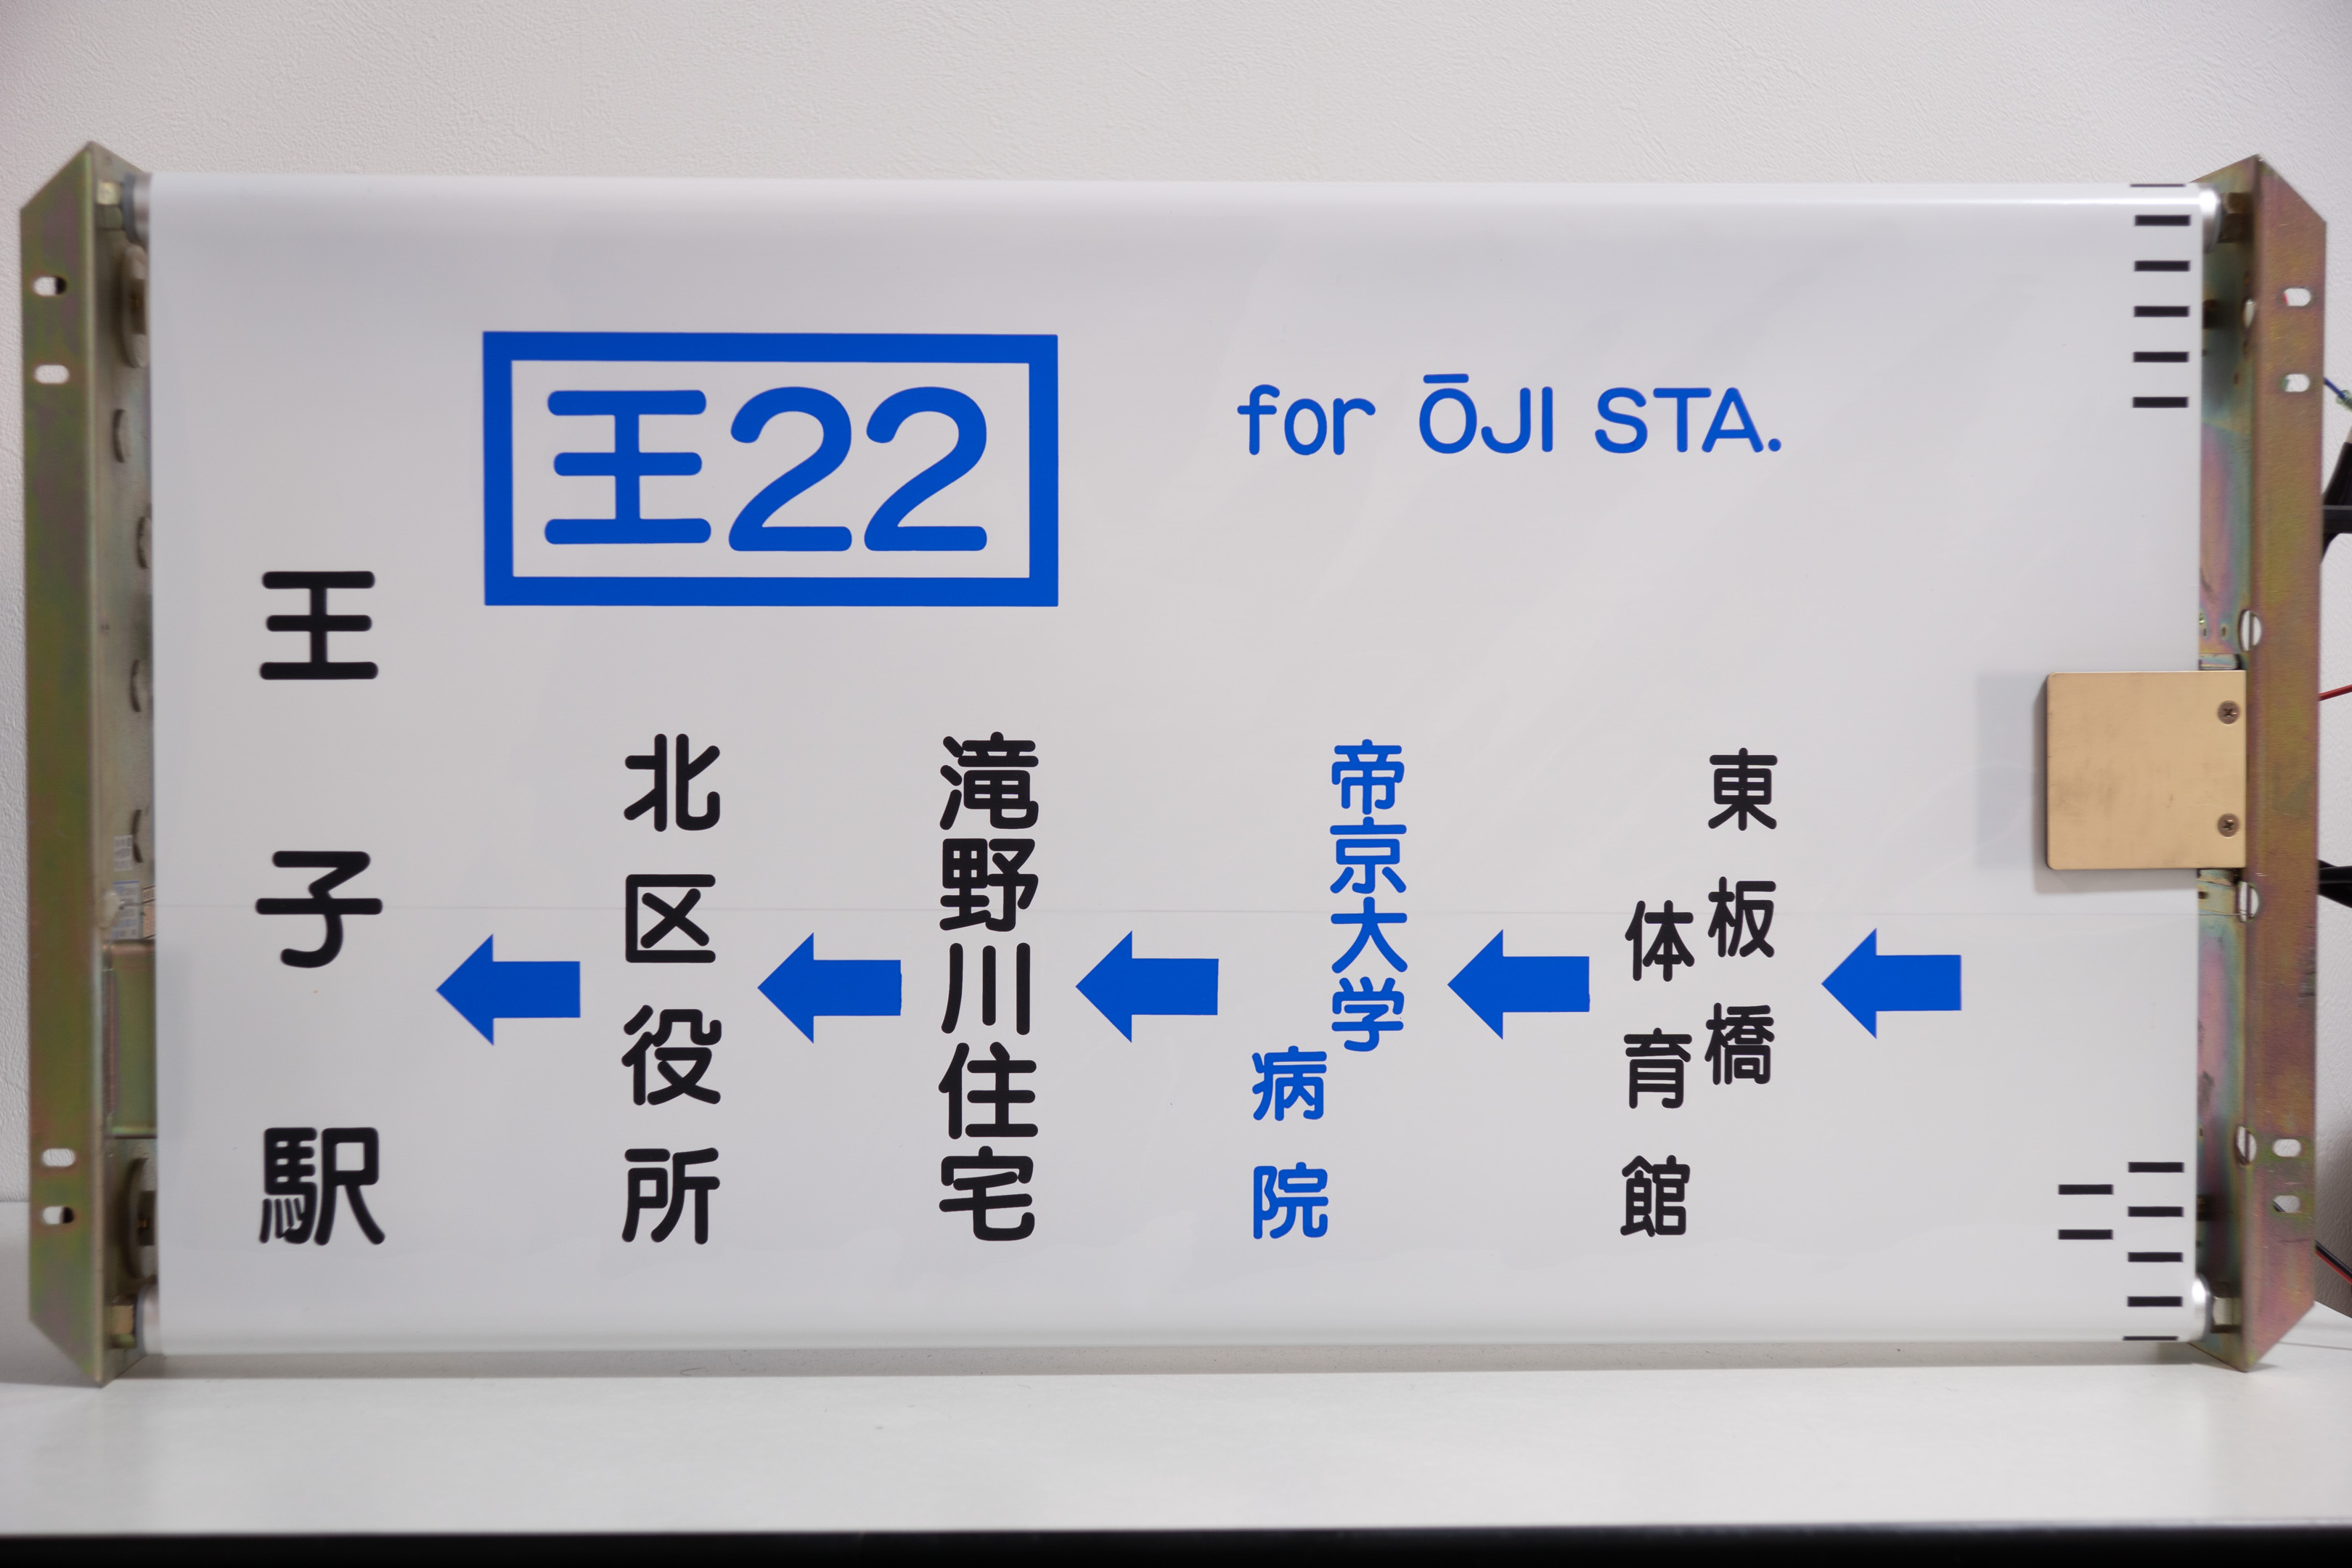 王22
for ŌJI STA.
東板橋
体育館
帝京大学
病院
滝野川住宅
北区役所
王子駅